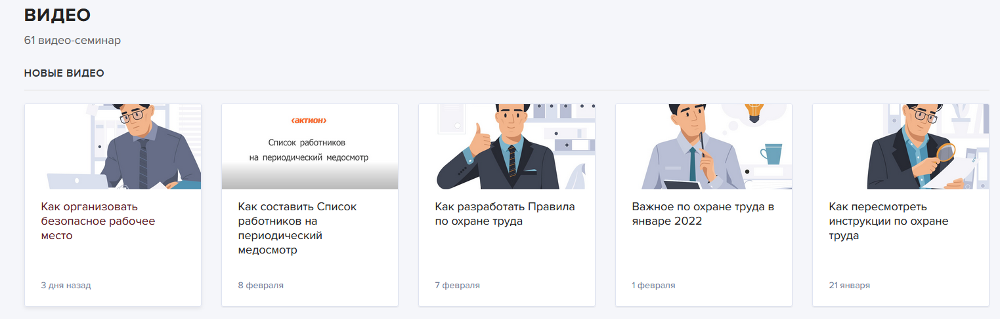 ВИДЕО
61 видео-семинар
НОВЫЕ ВИДЕО
‹актион›
Список работников
на периодический медосмотр
Как организовать
безопасное рабочее
место
3 дня назад
Как составить Список
работников на
периодический
медосмотр
8 февраля
Как разработать Правила
по охране труда
7 февраля
Важное по охране труда в
январе 2022
1 февраля
Как пересмотреть
инструкции по охране
труда
21 января